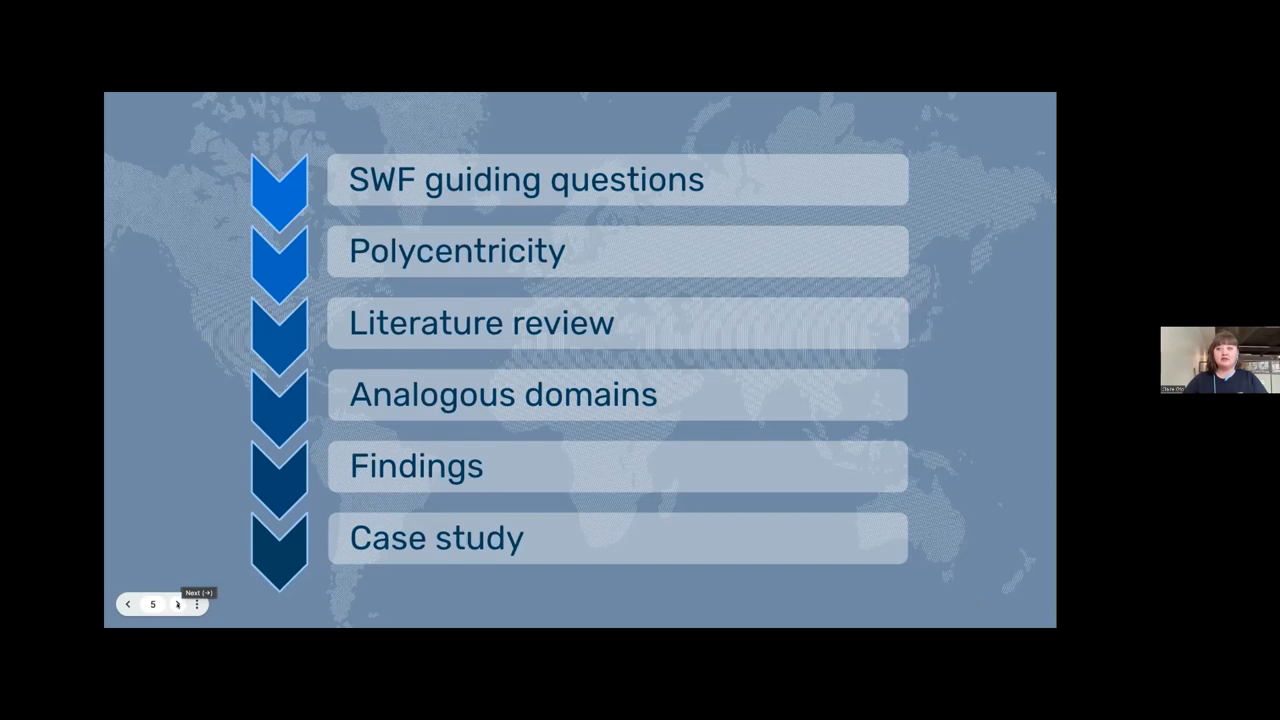 SWF guiding questions
Polycentricity
Literature review
Analogous domains
Findings
Case study
Next (→)
5